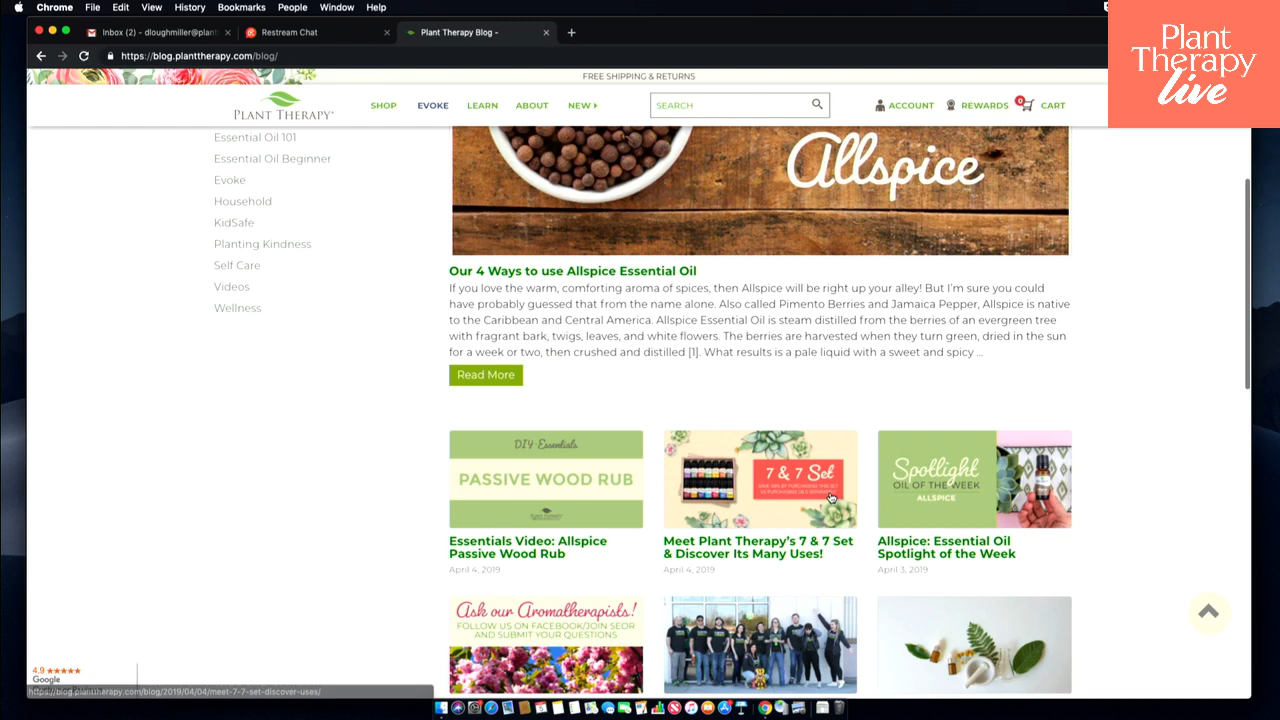 Chrome File Edit View History Bookmarks People Window Help
Inbox (2) - dloughmiller@plant
Restream Chat
Plant Therapy Blog -
https://blog.planttherapy.com/blog/
Plant
Therapy
live
FREE SHIPPING & RETURNS
PLANT THERAPY
SHOP EVOKE LEARN ABOUT NEW
SEARCH
ACCOUNT REWARDS 0 CART
Essential Oil 101
Essential Oil Beginner
Evoke
Household
KidSafe
Planting Kindness
Self Care
Videos
Wellness
Allspice
Our 4 Ways to use Allspice Essential Oil
If you love the warm, comforting aroma of spices, then Allspice will be right up your alley! But I'm sure you could
have probably guessed that from the name alone. Also called Pimento Berries and Jamaica Pepper, Allspice is native
to the Caribbean and Central America. Allspice Essential Oil is steam distilled from the berries of an evergreen tree
with fragrant bark, twigs, leaves, and white flowers. The berries are harvested when they turn green, dried in the sun
for a week or two, then crushed and distilled [1]. What results is a pale liquid with a sweet and spicy ...
Read More
DIY Essentials
PASSIVE WOOD RUB
Essentials Video: Allspice
Passive Wood Rub
April 4, 2019
7 & 7 Set
Meet Plant Therapy's 7 & 7 Set
& Discover Its Many Uses!
April 4, 2019
Spotlight
OIL OF THE WEEK
ALLSPICE
Allspice: Essential Oil
Spotlight of the Week
April 3, 2019
Ask our Aromatherapists!
FOLLOW US ON FACEBOOK/JOIN SEOR
AND SUBMIT YOUR QUESTIONS
4.9
Google
https://blog.planttherapy.com/blog/2019/04/04/meet-7-7-set-discover-uses/